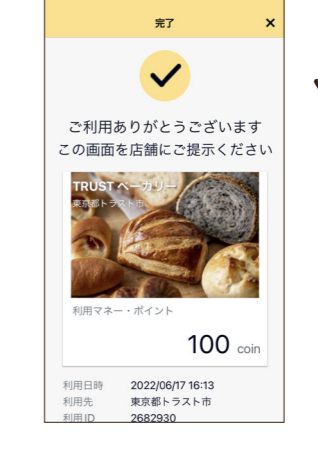 完了 ×
ご利用ありがとうございます
この画面を店舗にご提示ください
TRUST ベーカリー
東京都トラスト市
利用マネー・ポイント
100 coin
利用日時 2022/06/17 16:13
利用先 東京都トラスト市
利用ID 2682930